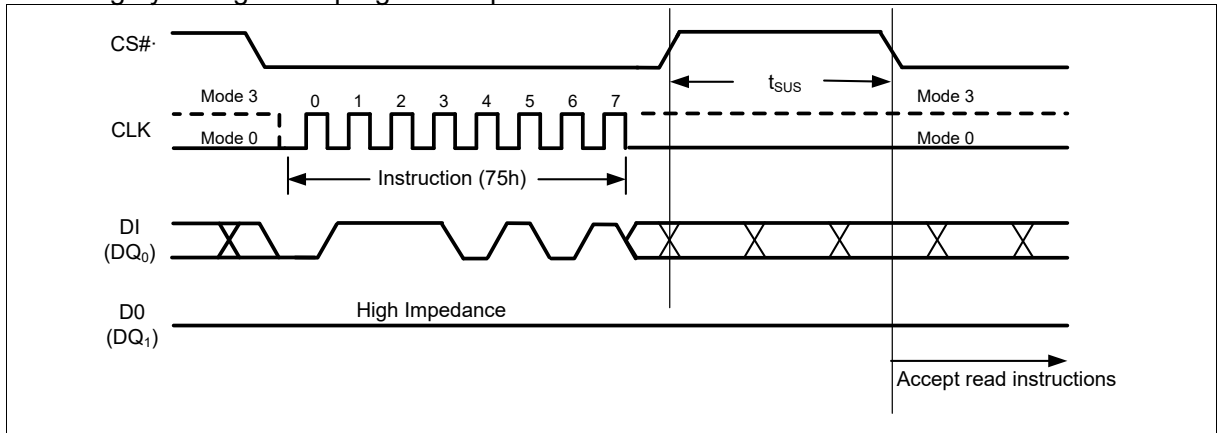 CS#·
tSUS
Mode 3
0 1 2 3 4 5 6 7
Mode 3
CLK
Mode 0
Mode 0
Instruction (75h)
DI
(DQ0)
High Impedance
D0
(DQ1)
Accept read instructions